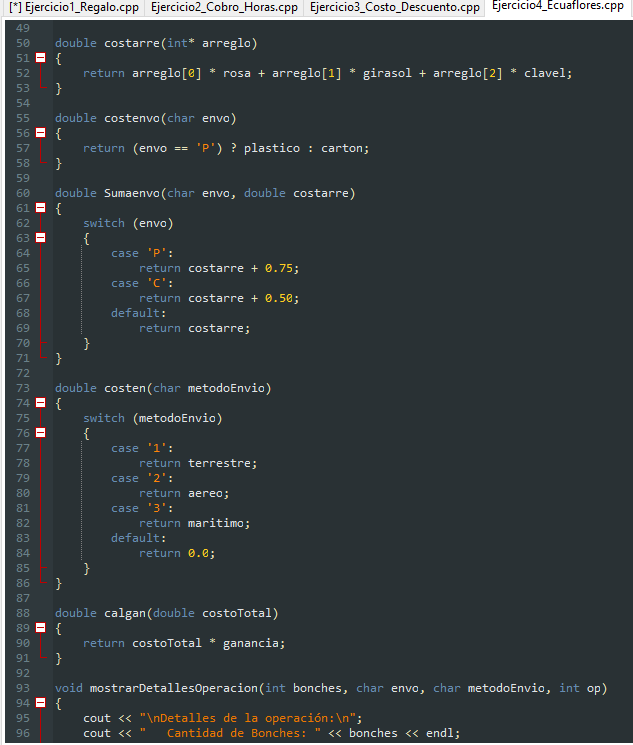 [*] Ejercicio1_Regalo.cpp Ejercicio2_Cobro_Horas.cpp Ejercicio3_Costo_Descuento.cpp Ejercicio4_Ecuaflores.cpp
49
50 double costarre(int* arreglo)
51 {
52 return arreglo[0] * rosa + arreglo[1] * girasol + arreglo[2] * clavel;
53 }
54
55 double costenvo(char envo)
56 {
57 return (envo == 'P') ? plastico : carton;
58 }
59
60 double Sumaenvo(char envo, double costarre)
61 {
62 switch (envo)
63 {
64 case 'P':
65 return costarre + 0.75;
66 case 'C':
67 return costarre + 0.50;
68 default:
69 return costarre;
70 }
71 }
72
73 double costen(char metodoEnvio)
74 {
75 switch (metodoEnvio)
76 {
77 case '1':
78 return terrestre;
79 case '2':
80 return aereo;
81 case '3':
82 return maritimo;
83 default:
84 return 0.0;
85 }
86 }
87
88 double calgan(double costoTotal)
89 {
90 return costoTotal * ganancia;
91 }
92
93 void mostrarDetallesOperacion(int bonches, char envo, char metodoEnvio, int op)
94 {
95 cout << "\nDetalles de la operación:\n";
96 cout << "   Cantidad de Bonches: " << bonches << endl;